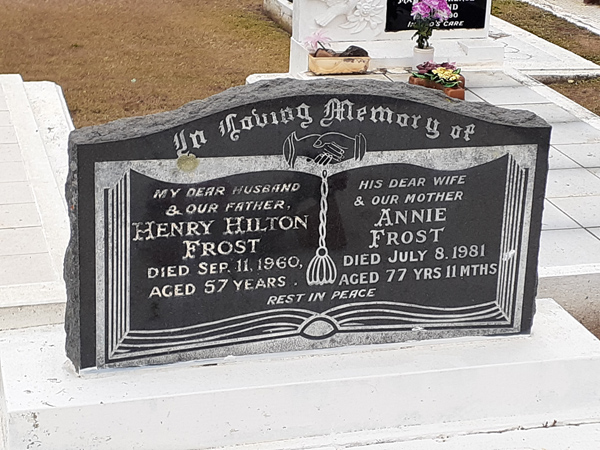 In Loving Memory of
MY DEAR HUSBAND
& OUR FATHER,
HENRY HILTON
FROST
DIED SEP. 11, 1960,
AGED 57 YEARS.
HIS DEAR WIFE
& OUR MOTHER
ANNIE
FROST
DIED JULY 8. 1981
AGED 77 YRS 11 MTHS
REST IN PEACE
CARE